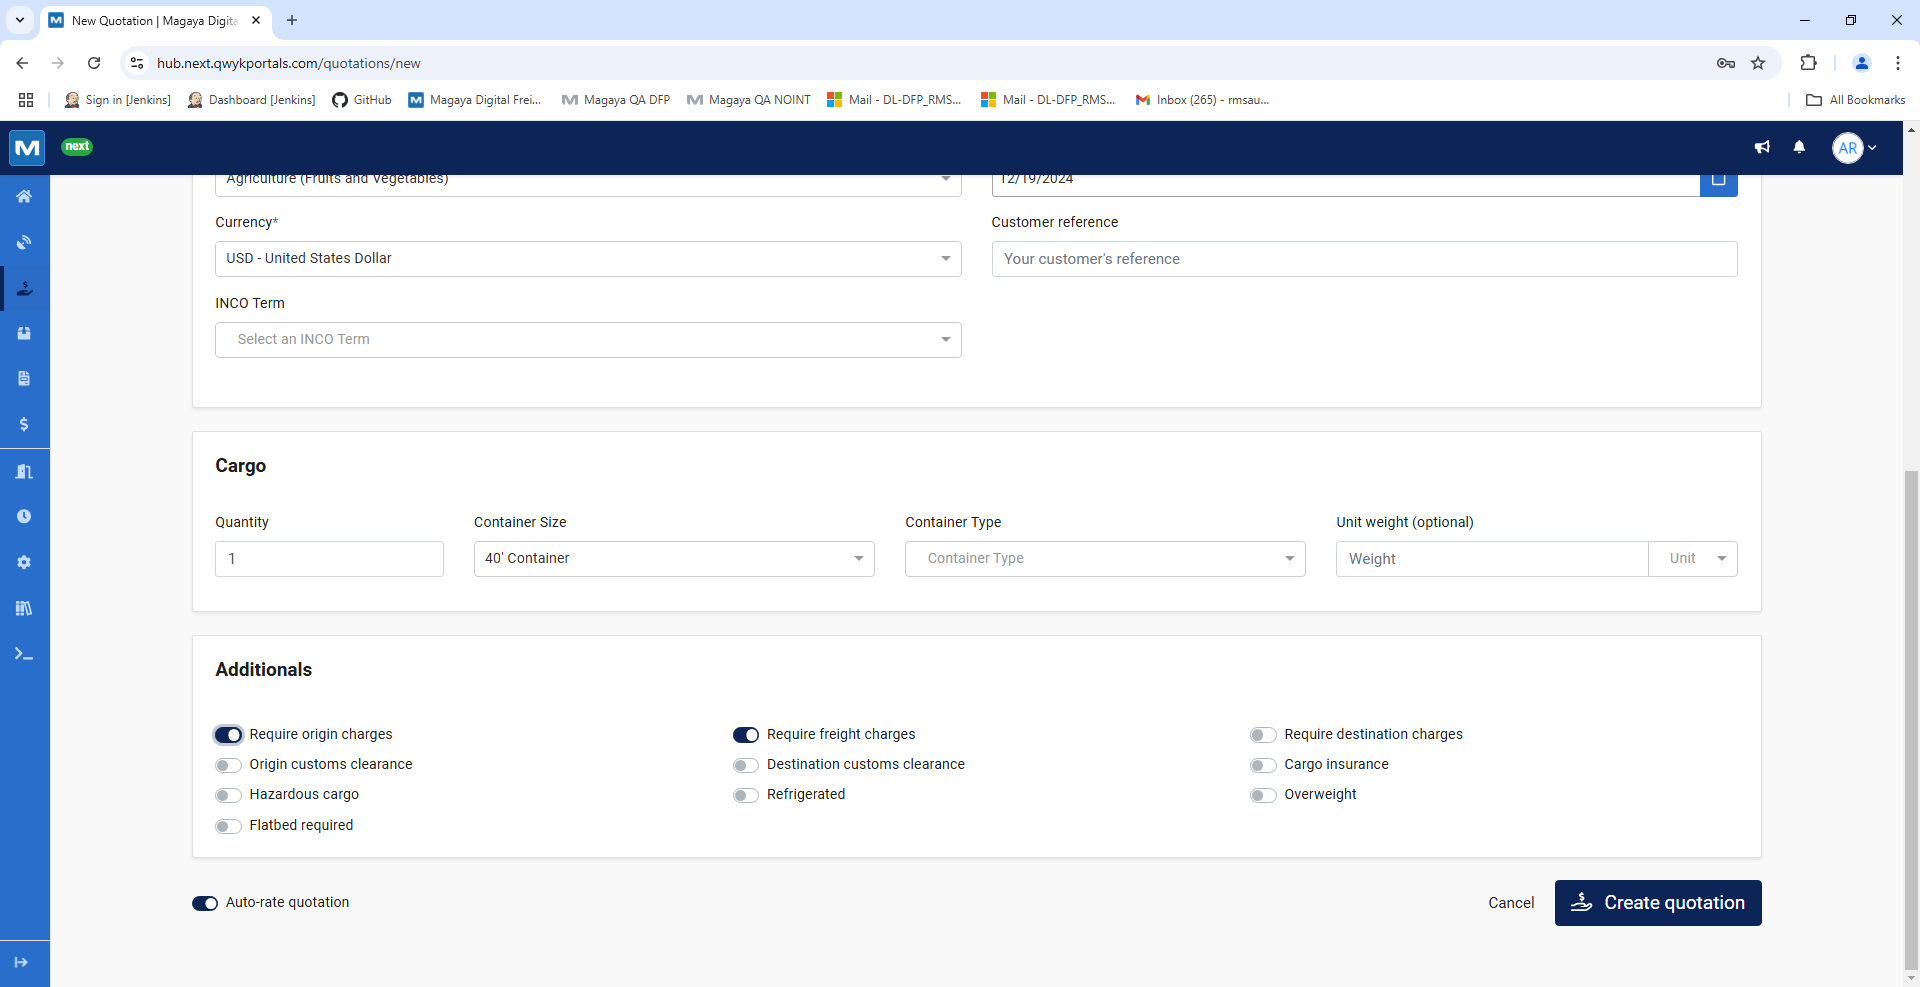 New Quotation | Magaya Digita
hub.next.qwykportals.com/quotations/new
Sign in [Jenkins]
Dashboard [Jenkins]
GitHub
Magaya Digital Frei...
Magaya QA DFP
Magaya QA NOINT
Mail - DL-DFP_RMS...
Mail - DL-DFP_RMS...
Inbox (265) - rmsau...
All Bookmarks
next
AR
Agriculture (Fruits and Vegetables)
12/19/2024
Currency*
Customer reference
USD - United States Dollar
Your customer's reference
INCO Term
Select an INCO Term
Cargo
Quantity
Container Size
Container Type
Unit weight (optional)
1
40' Container
Container Type
Weight
Unit
Additionals
Require origin charges
Require freight charges
Require destination charges
Origin customs clearance
Destination customs clearance
Cargo insurance
Hazardous cargo
Refrigerated
Overweight
Flatbed required
Auto-rate quotation
Cancel
Create quotation